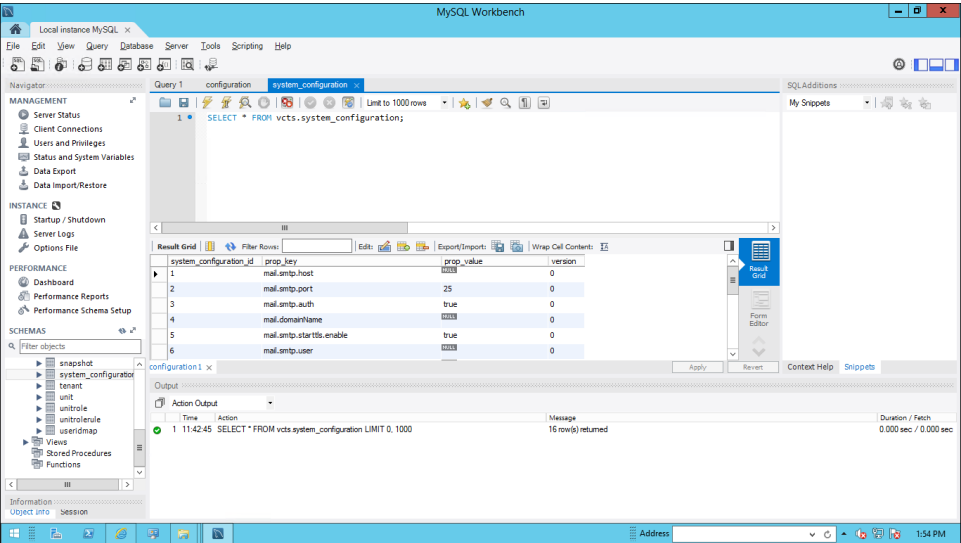 MySQL Workbench
Local instance MySQL ×
File Edit View Query Database Server Tools Scripting Help
Navigator
Query 1 configuration system_configuration ×
SQLAdditions
MANAGEMENT
Server Status
Client Connections
Users and Privileges
Status and System Variables
Data Export
Data Import/Restore
INSTANCE
Startup / Shutdown
Server Logs
Options File
PERFORMANCE
Dashboard
Performance Reports
Performance Schema Setup
SCHEMAS
Filter objects
snapshot
system_configuration
tenant
unit
unitrole
unitrolerule
useridmap
Views
Stored Procedures
Functions
Information
Object Info Session
Limit to 1000 rows
1 SELECT * FROM vcts.system_configuration;
My Snippets
Result Grid Filter Rows: Edit: Export/Import: Wrap Cell Content:
system_configuration_id prop_key prop_value version
1 mail.smtp.host NULL 0
2 mail.smtp.port 25 0
3 mail.smtp.auth true 0
4 mail.domainName NULL 0
5 mail.smtp.starttls.enable true 0
6 mail.smtp.user NULL 0
Result Grid
Form Editor
configuration 1 × Apply Revert
Context Help Snippets
Output
Action Output
Time Action Message Duration / Fetch
1 11:42:45 SELECT * FROM vcts.system_configuration LIMIT 0, 1000 16 row(s) returned 0.000 sec / 0.000 sec
Address
1:54 PM